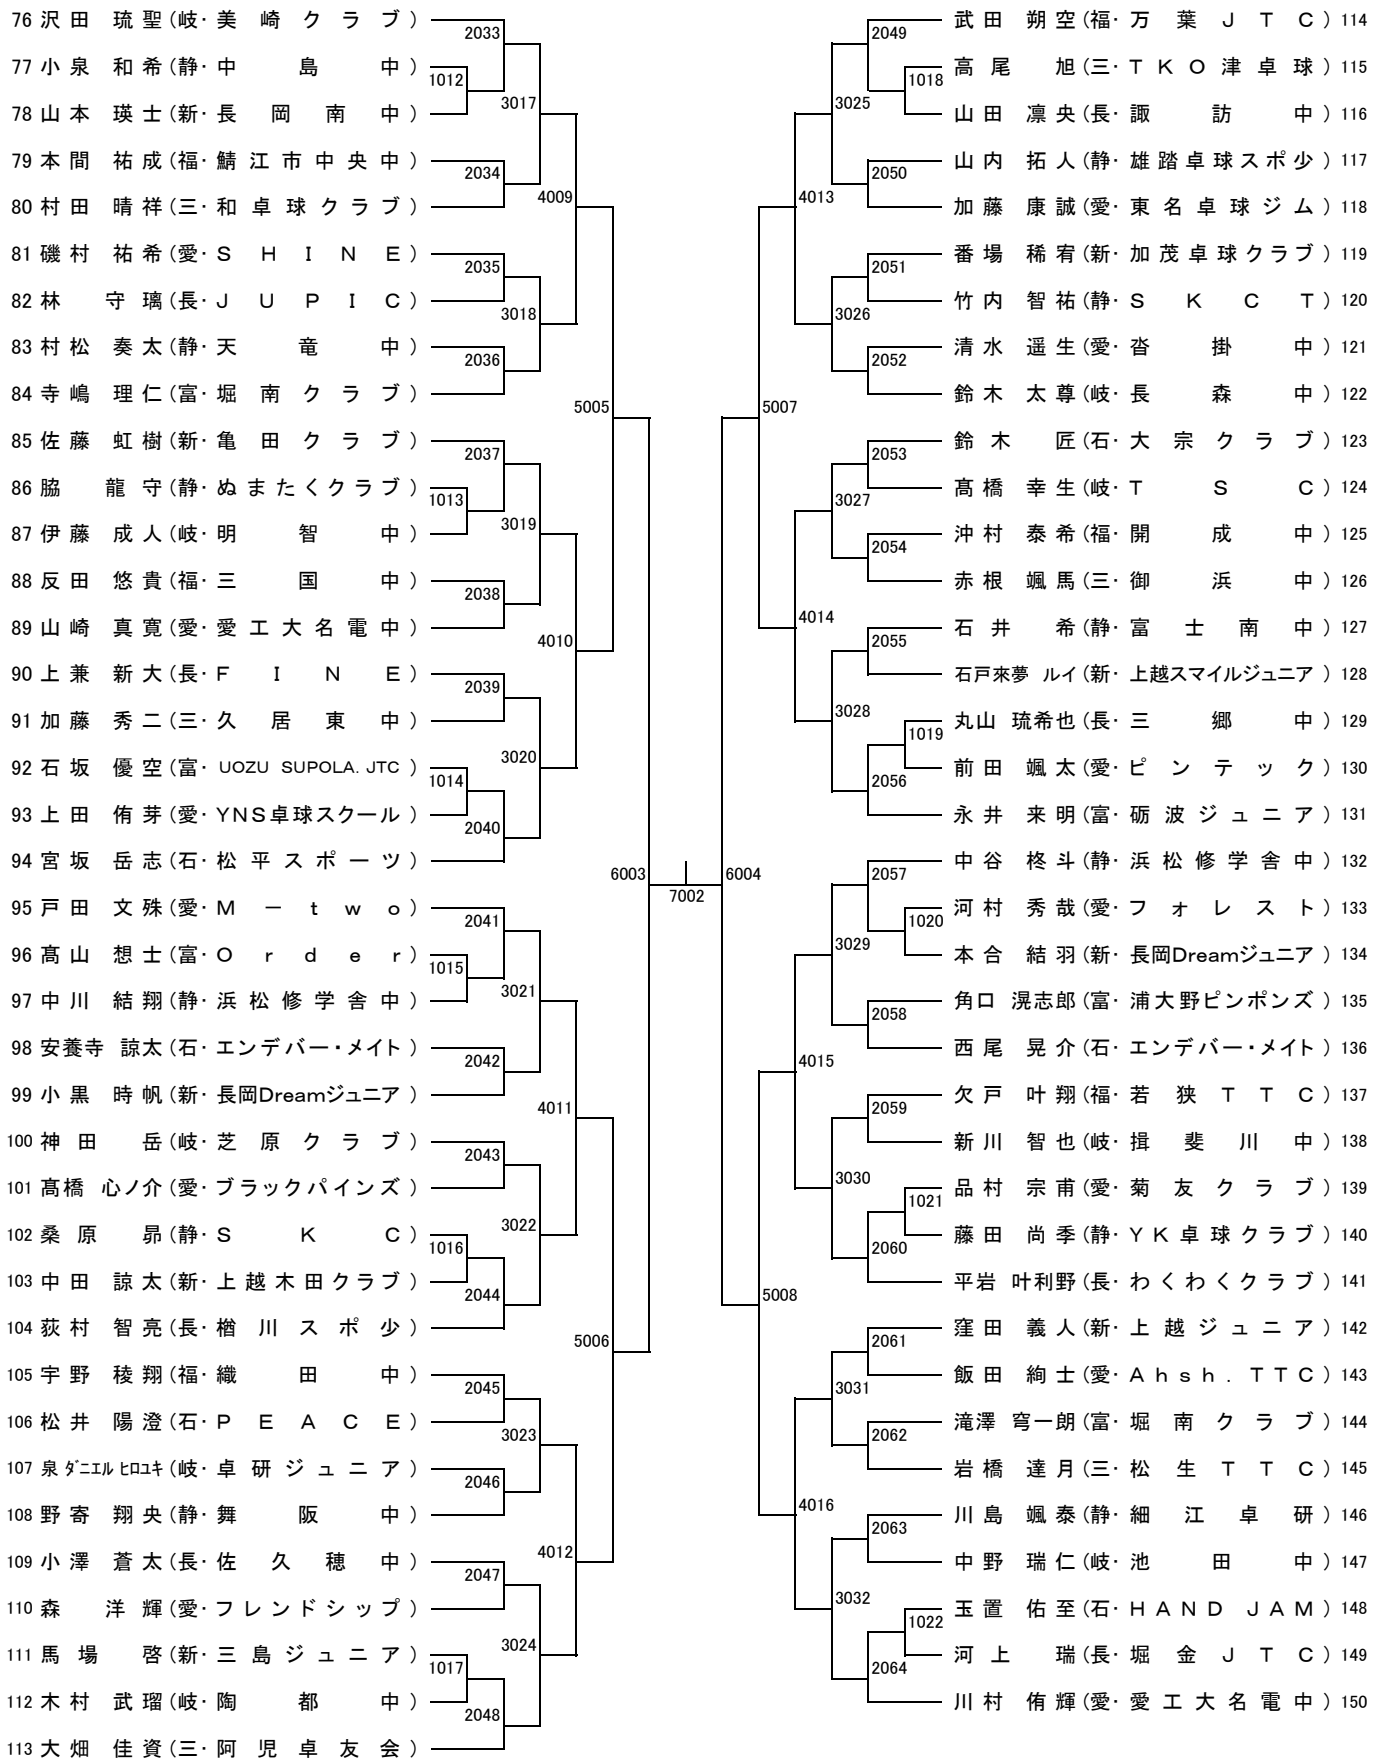 76 沢田 琉聖 (岐・美崎クラブ)
77 小泉 和希 (静・中島中)
78 山本 瑛士 (新・長岡南中)
79 本間 祐成 (福・鯖江市中央中)
80 村田 晴祥 (三・和卓球クラブ)
81 磯村 祐希 (愛・SHINE)
82 林 守璃 (長・JUPIC)
83 村松 奏太 (静・天竜中)
84 寺嶋 理仁 (富・堀南クラブ)
85 佐藤 虹樹 (新・亀田クラブ)
86 脇 龍守 (静・ぬまたくクラブ)
87 伊藤 成人 (岐・明智中)
88 反田 悠貴 (福・三国中)
89 山崎 真寛 (愛・愛工大名電中)
90 上兼 新大 (長・FINE)
91 加藤 秀二 (三・久居東中)
92 石坂 優空 (富・UOZU SUPOLA.JTC)
93 上田 侑芽 (愛・YNS卓球スクール)
94 宮坂 岳志 (石・松平スポーツ)
95 戸田 文殊 (愛・M－two)
96 髙山 想士 (富・Order)
97 中川 結翔 (静・浜松修学舎中)
98 安養寺 諒太 (石・エンデバー・メイト)
99 小黒 時帆 (新・長岡Dreamジュニア)
100 神田 岳 (岐・芝原クラブ)
101 髙橋 心ノ介 (愛・ブラックパインズ)
102 桑原 昴 (静・SKC)
103 中田 諒太 (新・上越木田クラブ)
104 荻村 智亮 (長・楢川スポ少)
105 宇野 稜翔 (福・織田中)
106 松井 陽澄 (石・PEACE)
107 泉 ﾀﾞﾆｴﾙ ﾋﾛﾕｷ (岐・卓研ジュニア)
108 野寄 翔央 (静・舞阪中)
109 小澤 蒼太 (長・佐久穂中)
110 森 洋輝 (愛・フレンドシップ)
111 馬場 啓 (新・三島ジュニア)
112 木村 武瑠 (岐・陶都中)
113 大畑 佳資 (三・阿児卓友会)
1012
1013
1014
1015
1016
1017
2033
2034
2035
2036
2037
2038
2039
2040
2041
2042
2043
2044
2045
2046
2047
2048
3017
3018
3019
3020
3021
3022
3023
3024
4009
4010
4011
4012
5005
5006
6003
7002
6004
5007
5008
4013
4014
4015
4016
3025
3026
3027
3028
3029
3030
3031
3032
2049
2050
2051
2052
2053
2054
2055
2056
2057
2058
2059
2060
2061
2062
2063
2064
1018
1019
1020
1021
1022
武田 朔空 (福・万葉JTC) 114
高尾 旭 (三・TKO津卓球) 115
山田 凛央 (長・諏訪中) 116
山内 拓人 (静・雄踏卓球スポ少) 117
加藤 康誠 (愛・東名卓球ジム) 118
番場 稀宥 (新・加茂卓球クラブ) 119
竹内 智祐 (静・SKCT) 120
清水 遥生 (愛・沓掛中) 121
鈴木 太尊 (岐・長森中) 122
鈴木 匠 (石・大宗クラブ) 123
髙橋 幸生 (岐・TSC) 124
沖村 泰希 (福・開成中) 125
赤根 颯馬 (三・御浜中) 126
石井 希 (静・富士南中) 127
石戸來夢 ルイ (新・上越スマイルジュニア) 128
丸山 琉希也 (長・三郷中) 129
前田 颯太 (愛・ピンテック) 130
永井 来明 (富・砺波ジュニア) 131
中谷 柊斗 (静・浜松修学舎中) 132
河村 秀哉 (愛・フォレスト) 133
本合 結羽 (新・長岡Dreamジュニア) 134
角口 滉志郎 (富・浦大野ピンポンズ) 135
西尾 晃介 (石・エンデバー・メイト) 136
欠戸 叶翔 (福・若狭TTC) 137
新川 智也 (岐・揖斐川中) 138
品村 宗甫 (愛・菊友クラブ) 139
藤田 尚季 (静・YK卓球クラブ) 140
平岩 叶利野 (長・わくわくクラブ) 141
窪田 義人 (新・上越ジュニア) 142
飯田 絢士 (愛・Ahsh.TTC) 143
滝澤 穹一朗 (富・堀南クラブ) 144
岩橋 達月 (三・松生TTC) 145
川島 颯泰 (静・細江卓研) 146
中野 瑞仁 (岐・池田中) 147
玉置 佑至 (石・HAND JAM) 148
河上 瑞 (長・堀金JTC) 149
川村 侑輝 (愛・愛工大名電中) 150